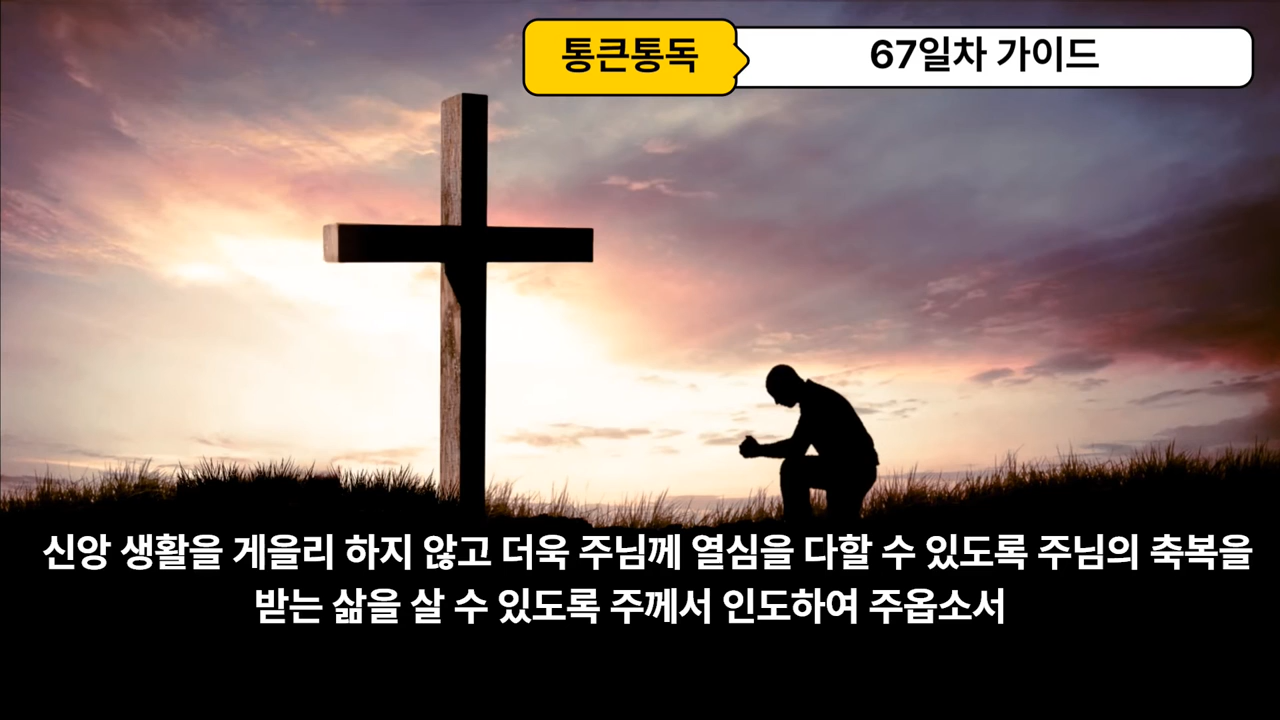 통큰통독
67일차 가이드
신앙 생활을 게을리 하지 않고 더욱 주님께 열심을 다할 수 있도록 주님의 축복을
받는 삶을 살 수 있도록 주께서 인도하여 주옵소서